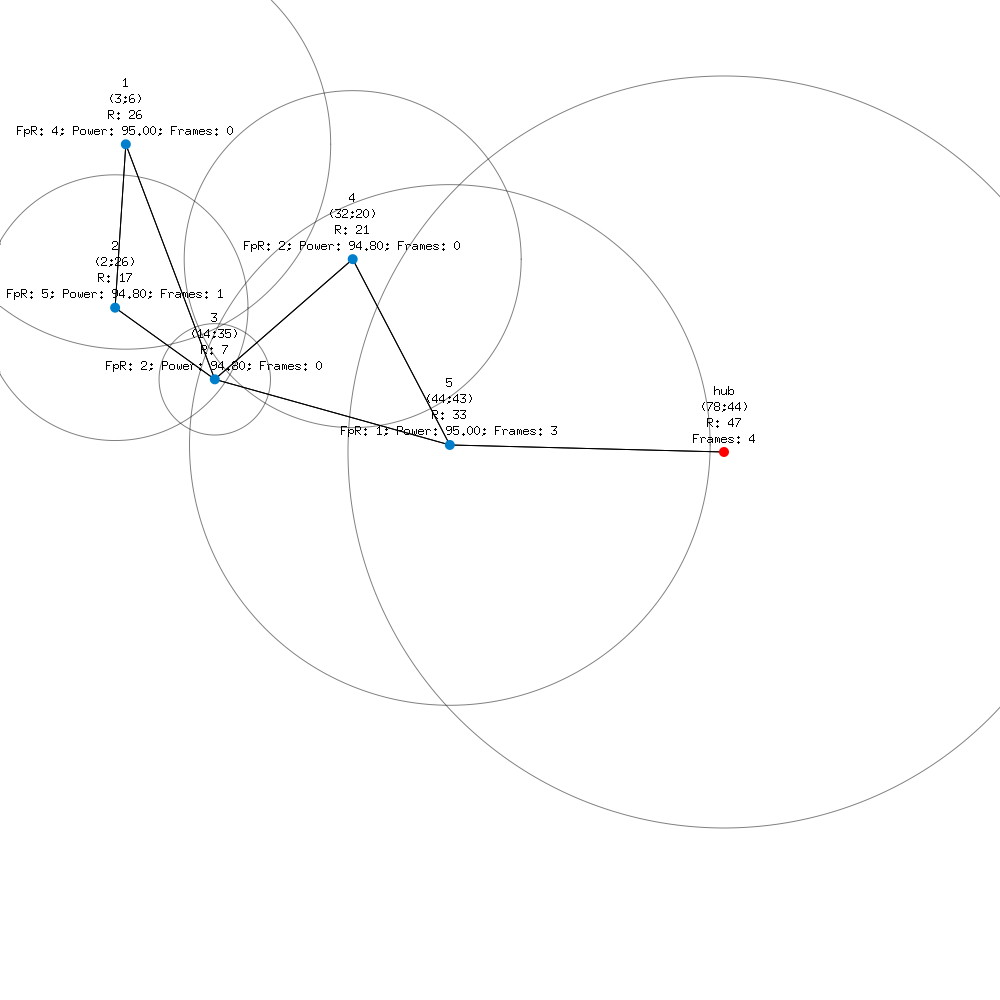 1
(3;6)
R: 26
FpR: 4; Power: 95.00; Frames: 0
4
(32;20)
R: 21
FpR: 2; Power: 94.80; Frames: 0
2
(2;26)
R: 17
FpR: 5; Power: 94.80; Frames: 1
3
(14;35)
R: 7
FpR: 2; Power: 94.80; Frames: 0
5
(44;43)
R: 33
FpR: 1; Power: 95.00; Frames: 3
hub
(78;44)
R: 47
Frames: 4